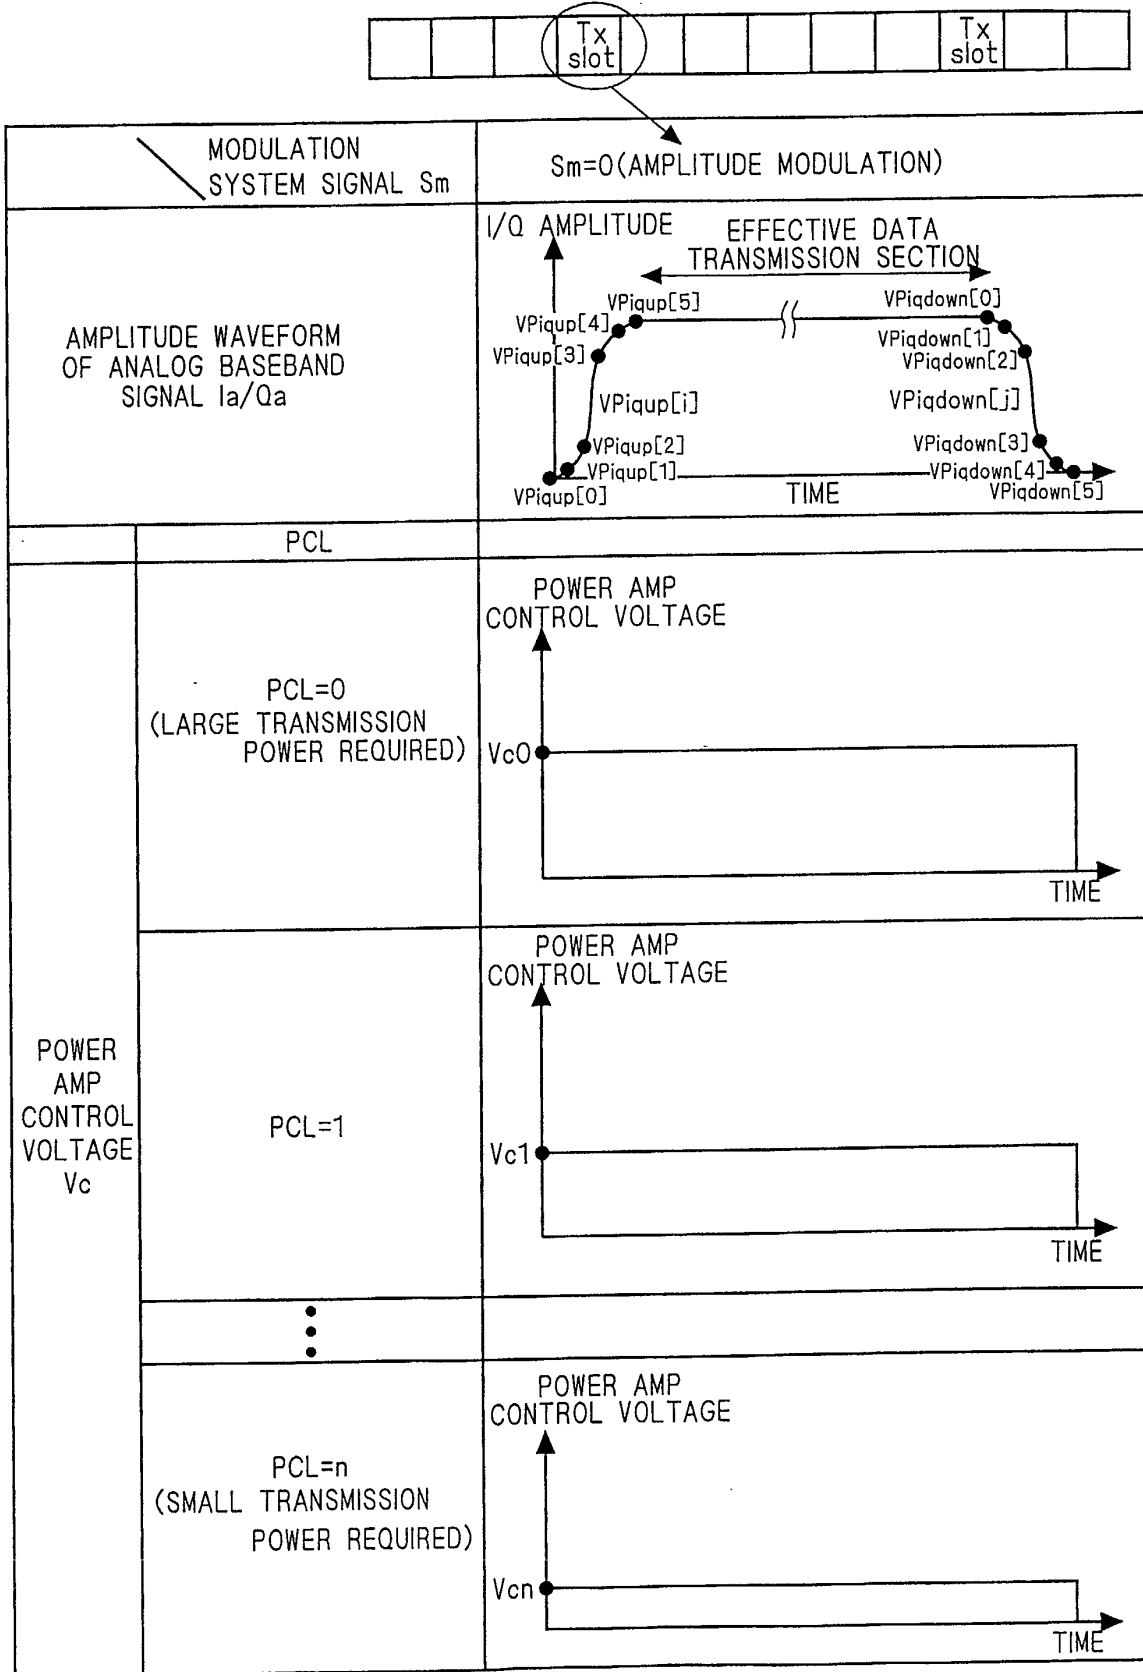 Tx
slot
Tx
slot
MODULATION
SYSTEM SIGNAL Sm
Sm=0(AMPLITUDE MODULATION)
AMPLITUDE WAVEFORM
OF ANALOG BASEBAND
SIGNAL Ia/Qa
I/Q AMPLITUDE
EFFECTIVE DATA
TRANSMISSION SECTION
VPiqup[5]
VPiqup[4]
VPiqup[3]
VPiqup[i]
VPiqup[2]
VPiqup[1]
VPiqup[0]
VPiqdown[0]
VPiqdown[1]
VPiqdown[2]
VPiqdown[j]
VPiqdown[3]
VPiqdown[4]
VPiqdown[5]
TIME
PCL
POWER
AMP
CONTROL
VOLTAGE
Vc
PCL=0
(LARGE TRANSMISSION
POWER REQUIRED)
POWER AMP
CONTROL VOLTAGE
Vc0
TIME
PCL=1
POWER AMP
CONTROL VOLTAGE
Vc1
TIME
PCL=n
(SMALL TRANSMISSION
POWER REQUIRED)
POWER AMP
CONTROL VOLTAGE
Vcn
TIME